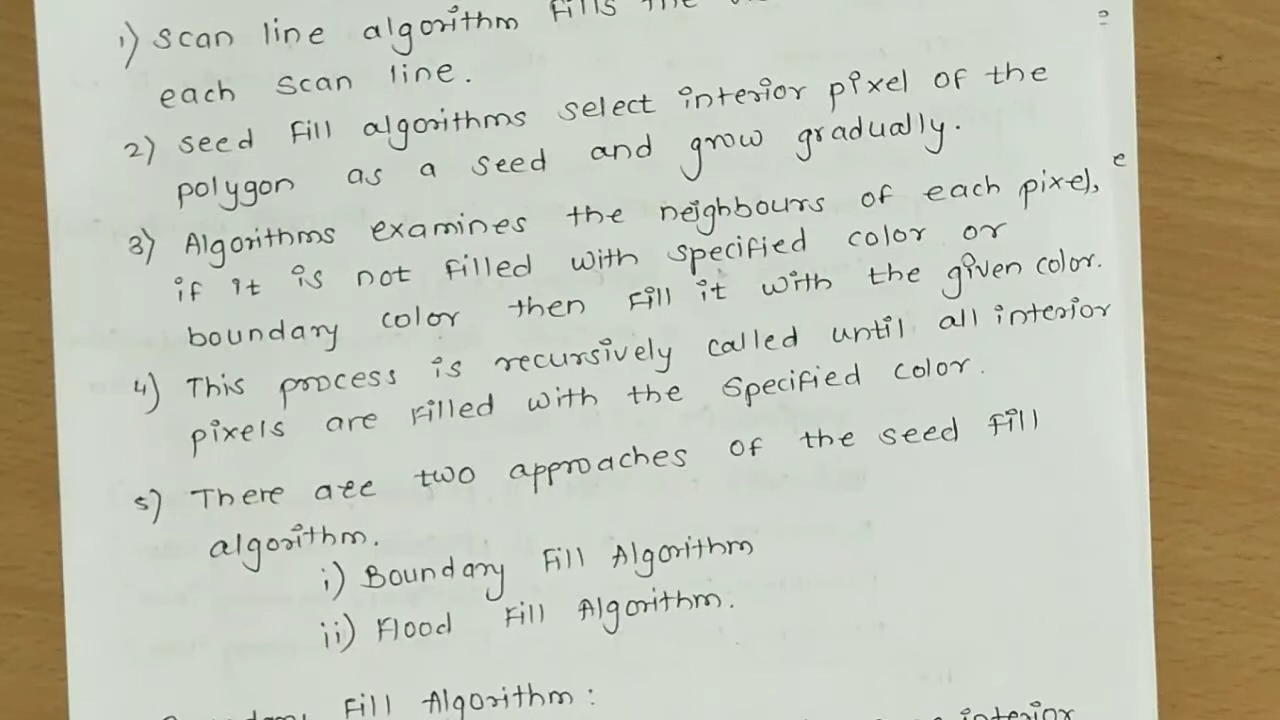 1) Scan line algorithm fills the
each scan line.
2) Seed Fill algorithms select interior pixel of the
polygon as a seed and grow gradually.
3) Algorithms examines the neighbours of each pixel,
if it is not filled with specified color or
boundary color then Fill it with the given color.
4) This process is recursively called until all interior
pixels are Filled with the specified color.
5) There are two approaches of the seed fill
algorithm.
i) Boundary Fill Algorithm
ii) Flood Fill Algorithm.
Fill Algorithm:
interior